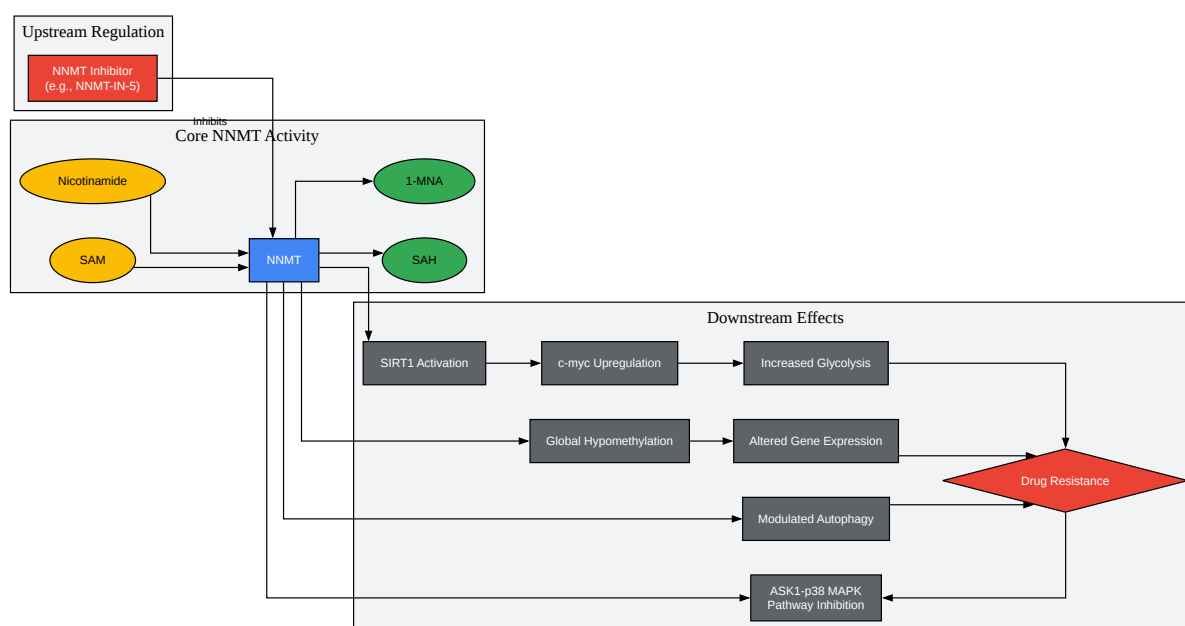 Upstream Regulation
NNMT Inhibitor
(e.g., NNMT-IN-5)
Inhibits
Core NNMT Activity
Nicotinamide
1-MNA
SAM
NNMT
SAH
Downstream Effects
SIRT1 Activation
c-myc Upregulation
Increased Glycolysis
Global Hypomethylation
Altered Gene Expression
Drug Resistance
Modulated Autophagy
ASK1-p38 MAPK
Pathway Inhibition